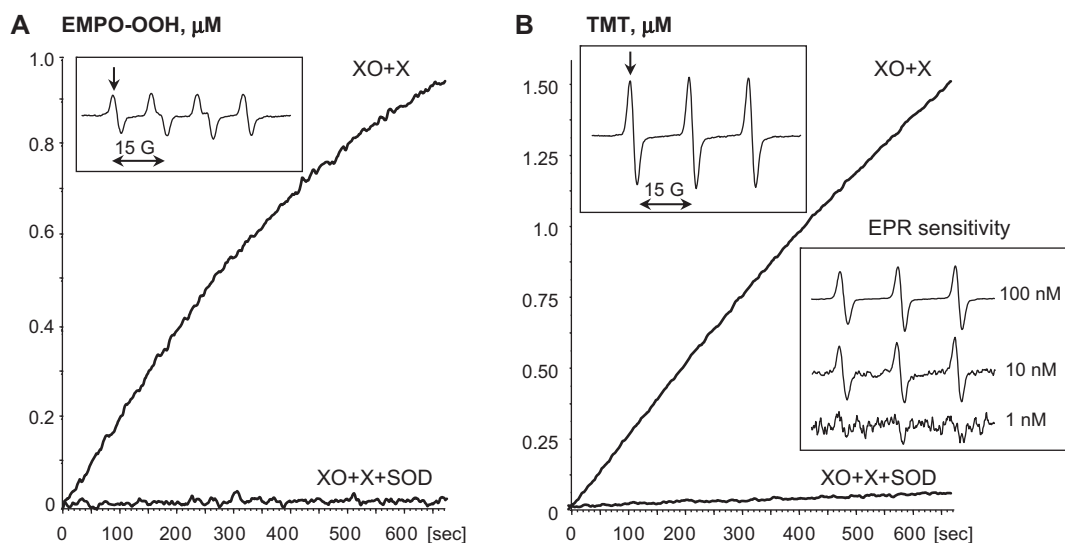 A EMPO-OOH, μM
1.0
0.8
0.6
0.4
0.2
0
XO+X
15 G
XO+X+SOD
0 100 200 300 400 500 600 [sec]
B TMT, μM
1.50
1.25
1.0
0.75
0.50
0.25
0
XO+X
15 G
EPR sensitivity
100 nM
10 nM
1 nM
XO+X+SOD
0 100 200 300 400 500 600 [sec]